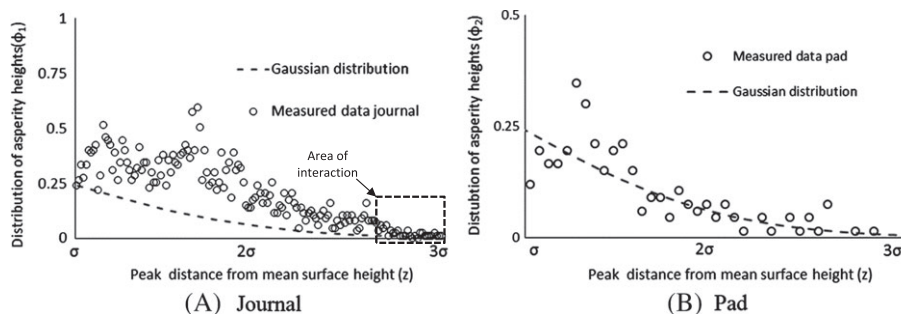 1
0.75
0.5
0.25
0
Distribution of asperity heights(ϕ1)
Gaussian distribution
Measured data journal
Area of
interaction
σ
2σ
3σ
Peak distance from mean surface height (z)
(A) Journal
0.5
0.25
0
Distubtion of asperity heights(ϕ2)
Measured data pad
Gaussian distribution
σ
2σ
3σ
Peak distance from mean surface height (z)
(B) Pad